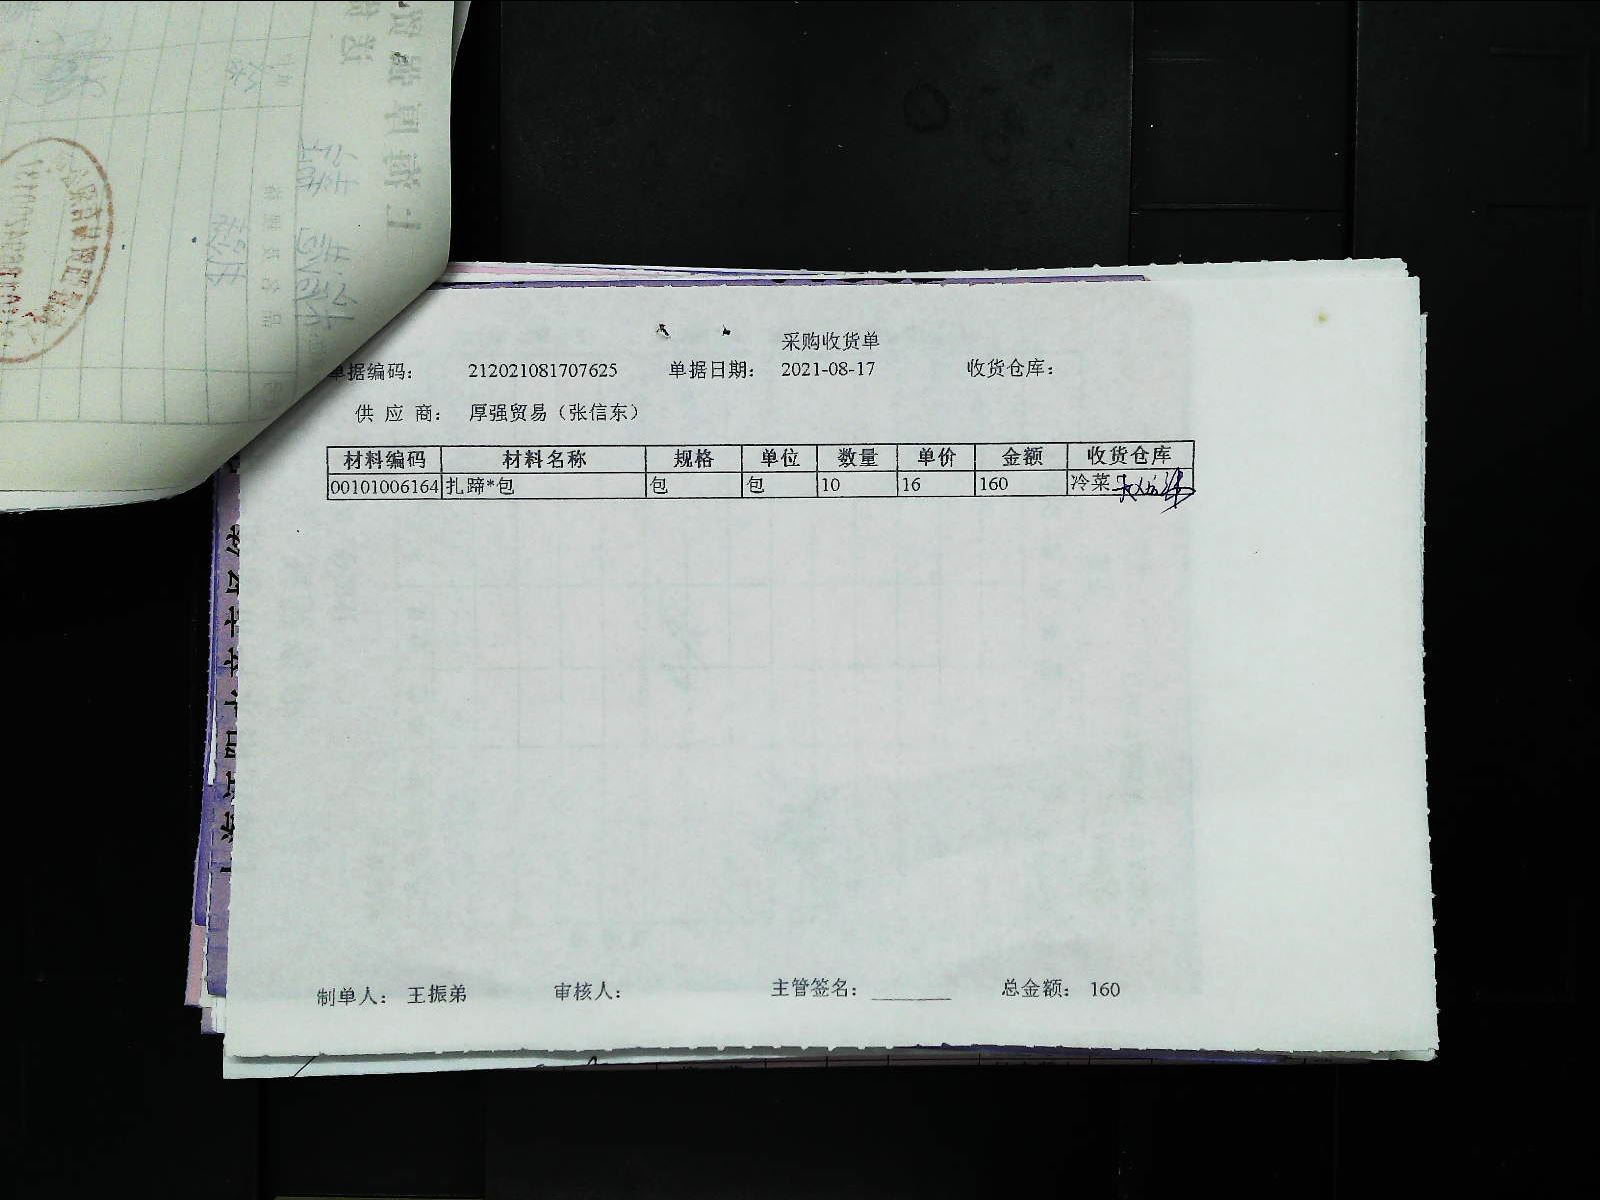 采购收货单
单据编码: 212021081707625 单据日期: 2021-08-17 收货仓库:
供 应 商: 厚强贸易（张信东）
材料编码 材料名称 规格 单位 数量 单价 金额 收货仓库
00101006164 扎蹄*包 包 包 10 16 160 冷菜
制单人: 王振弟 审核人: 主管签名: ______ 总金额: 160